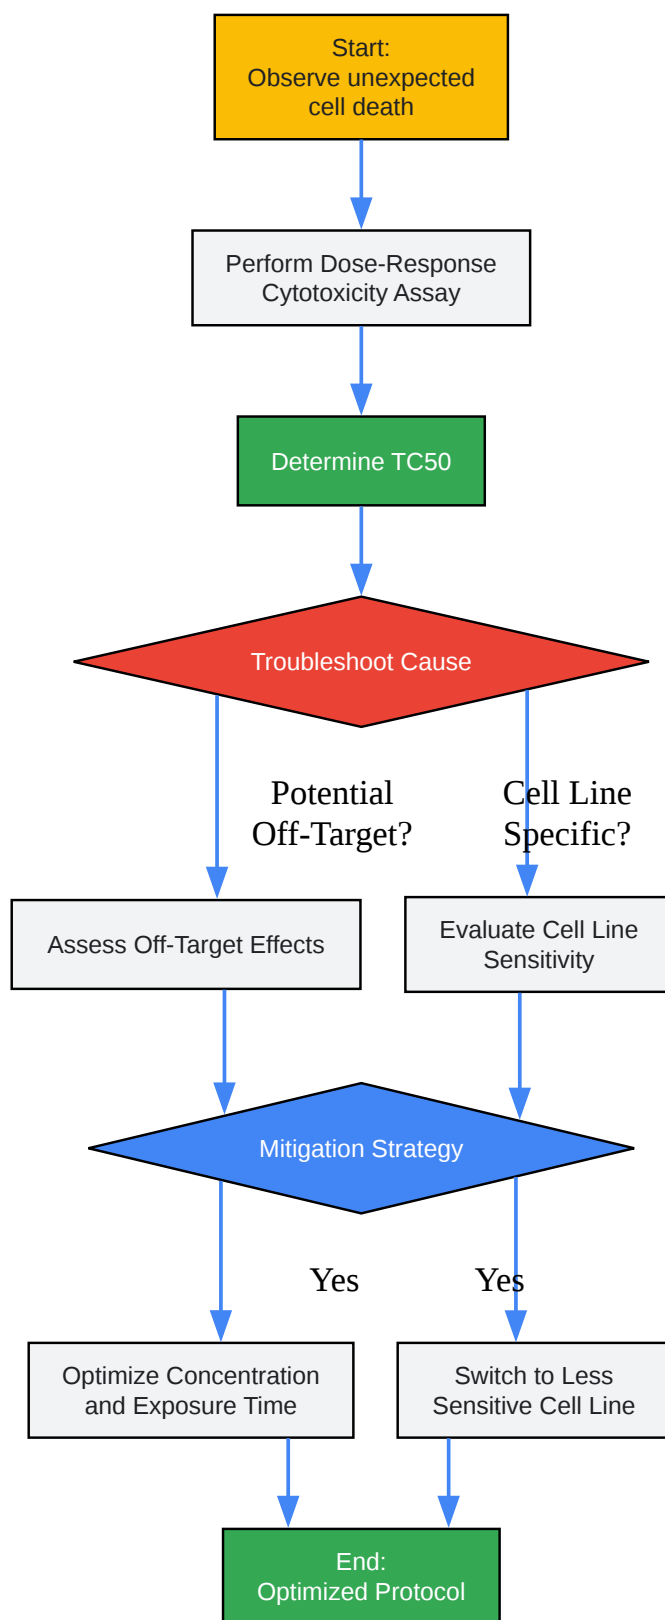 Start:
Observe unexpected
cell death
Perform Dose-Response
Cytotoxicity Assay
Determine TC50
Troubleshoot Cause
Potential
Off-Target?
Cell Line
Specific?
Assess Off-Target Effects
Evaluate Cell Line
Sensitivity
Mitigation Strategy
Yes
Yes
Optimize Concentration
and Exposure Time
Switch to Less
Sensitive Cell Line
End:
Optimized Protocol